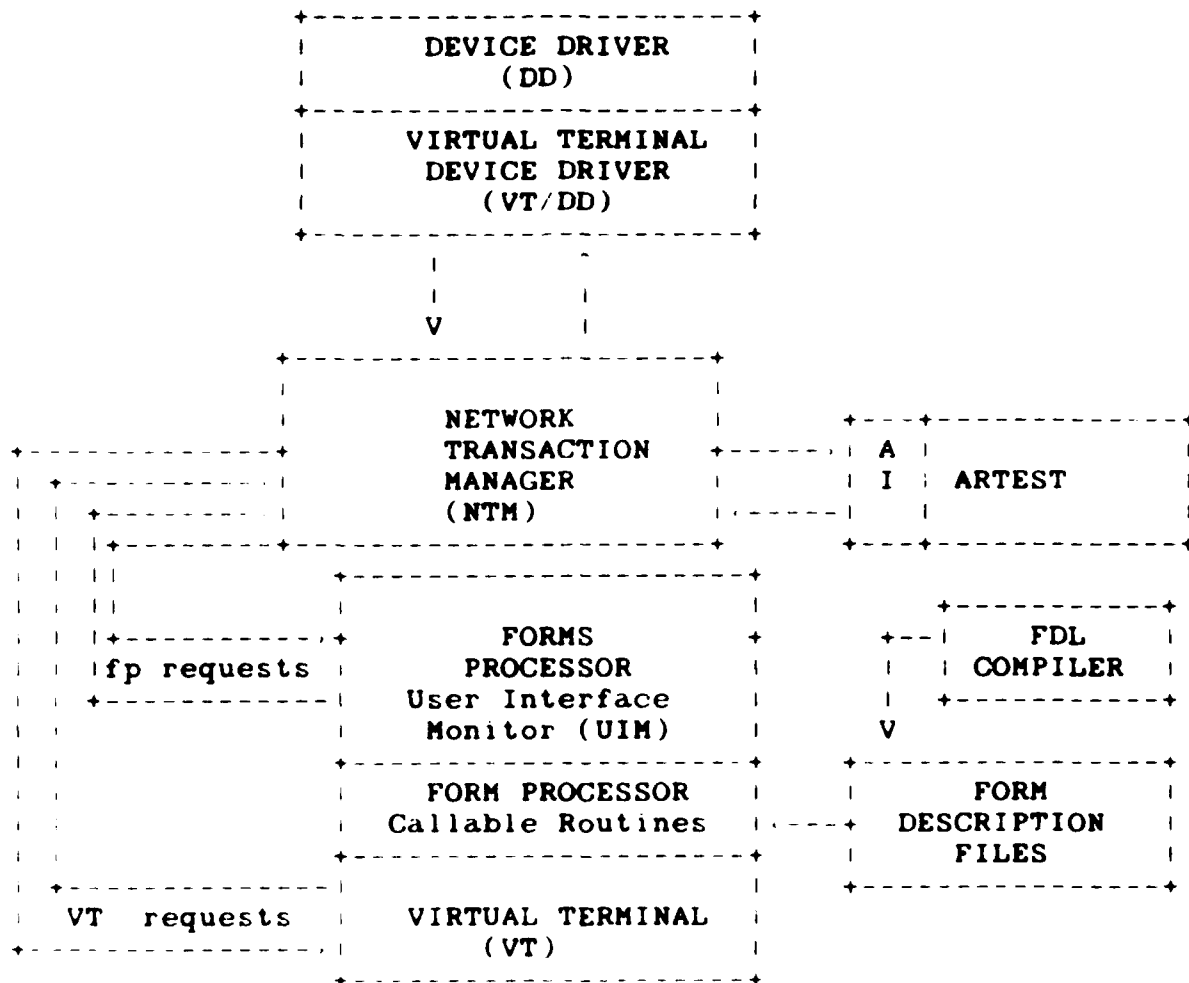 DEVICE DRIVER
(DD)
VIRTUAL TERMINAL
DEVICE DRIVER
(VT/DD)
V
NETWORK
TRANSACTION
MANAGER
(NTM)
A
I
ARTEST
FORMS
PROCESSOR
User Interface
Monitor (UIM)
fp requests
FDL
COMPILER
V
FORM PROCESSOR
Callable Routines
FORM
DESCRIPTION
FILES
VT requests
VIRTUAL TERMINAL
(VT)